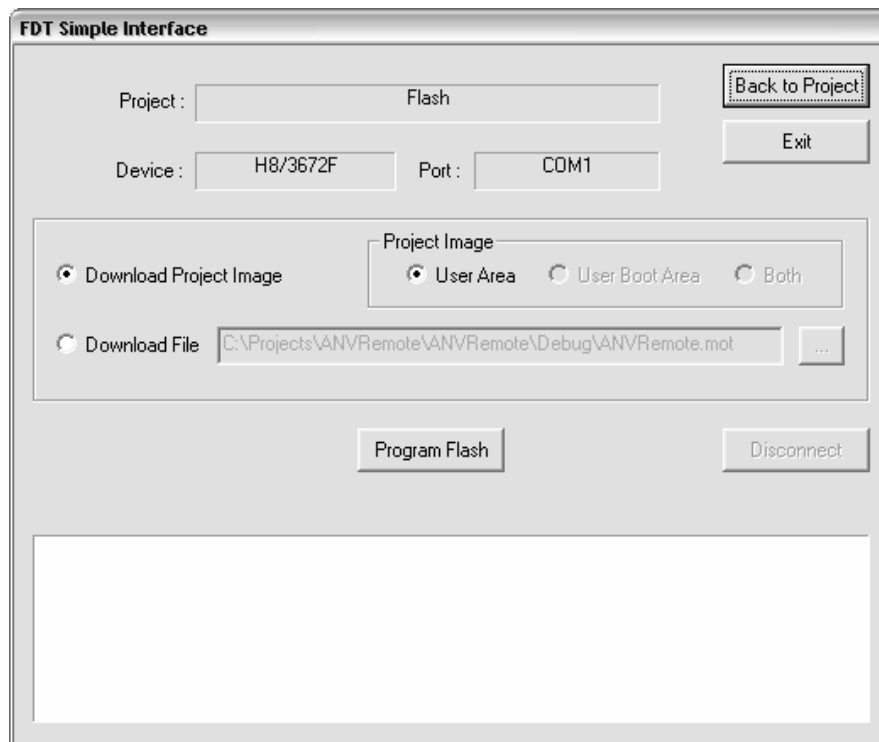 FDT Simple Interface
Project : Flash
Back to Project
Exit
Device : H8/3672F Port : COM1
Project Image
Download Project Image User Area User Boot Area Both
Download File C:\Projects\ANVRemote\ANVRemote\Debug\ANVRemote.mot ...
Program Flash Disconnect